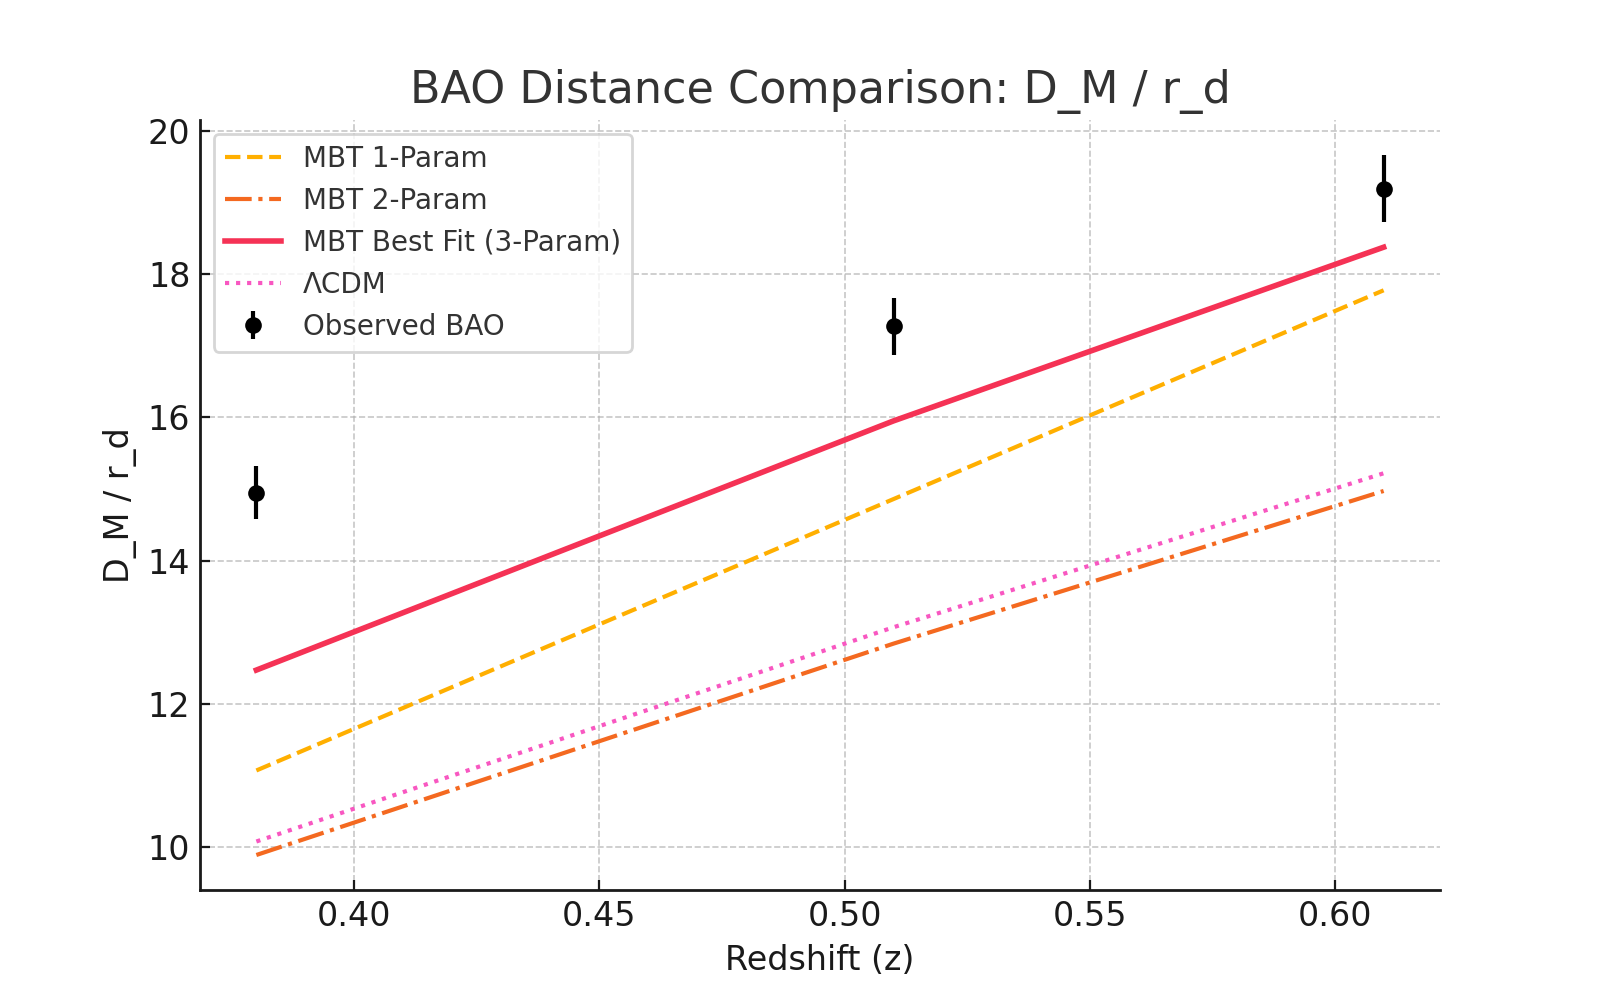 BAO Distance Comparison: D_M / r_d
MBT 1-Param
MBT 2-Param
MBT Best Fit (3-Param)
ΛCDM
Observed BAO
D_M / r_d
20
18
16
14
12
10
0.40 0.45 0.50 0.55 0.60
Redshift (z)